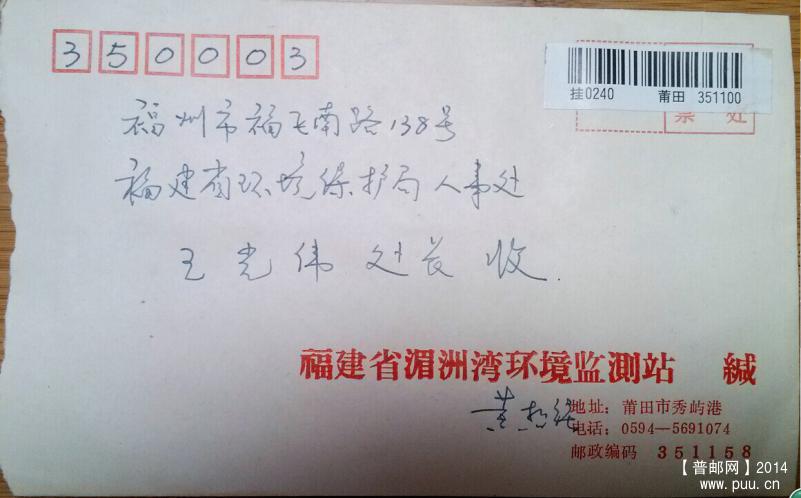 350003
挂0240 莆田 351100
票 处
福州市福飞南路138号
福建省环境保护局人事处
王光伟 处长 收.
福建省湄洲湾环境监测站 缄
黄
地址：莆田市秀屿港
电话：0594—5691074
邮政编码 351158
【普邮网】2014
www.puu.cn